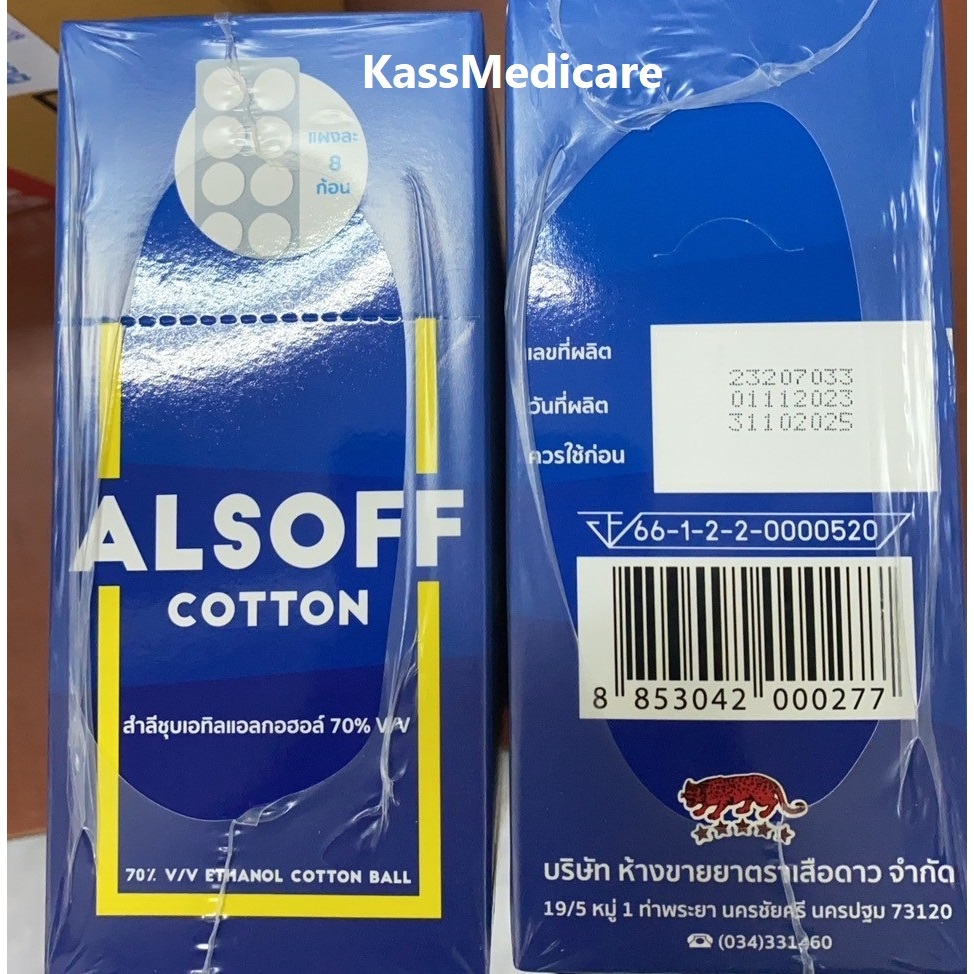 KassMedicare
แผงละ
8
ก้อน
ALSOFF
COTTON
สำลีชุบเอทิลแอลกอฮอล์ 70% V/V
70% V/V ETHANOL COTTON BALL
เลขที่ผลิต
23207033
วันที่ผลิต
01112023
ควรใช้ก่อน
31102025
66-1-2-2-0000520
8 853042 000277
บริษัท ห้างขายยาตราเสือดาว จำกัด
19/5 หมู่ 1 ท่าพระยา นครชัยศรี นครปฐม 73120
(034)331460